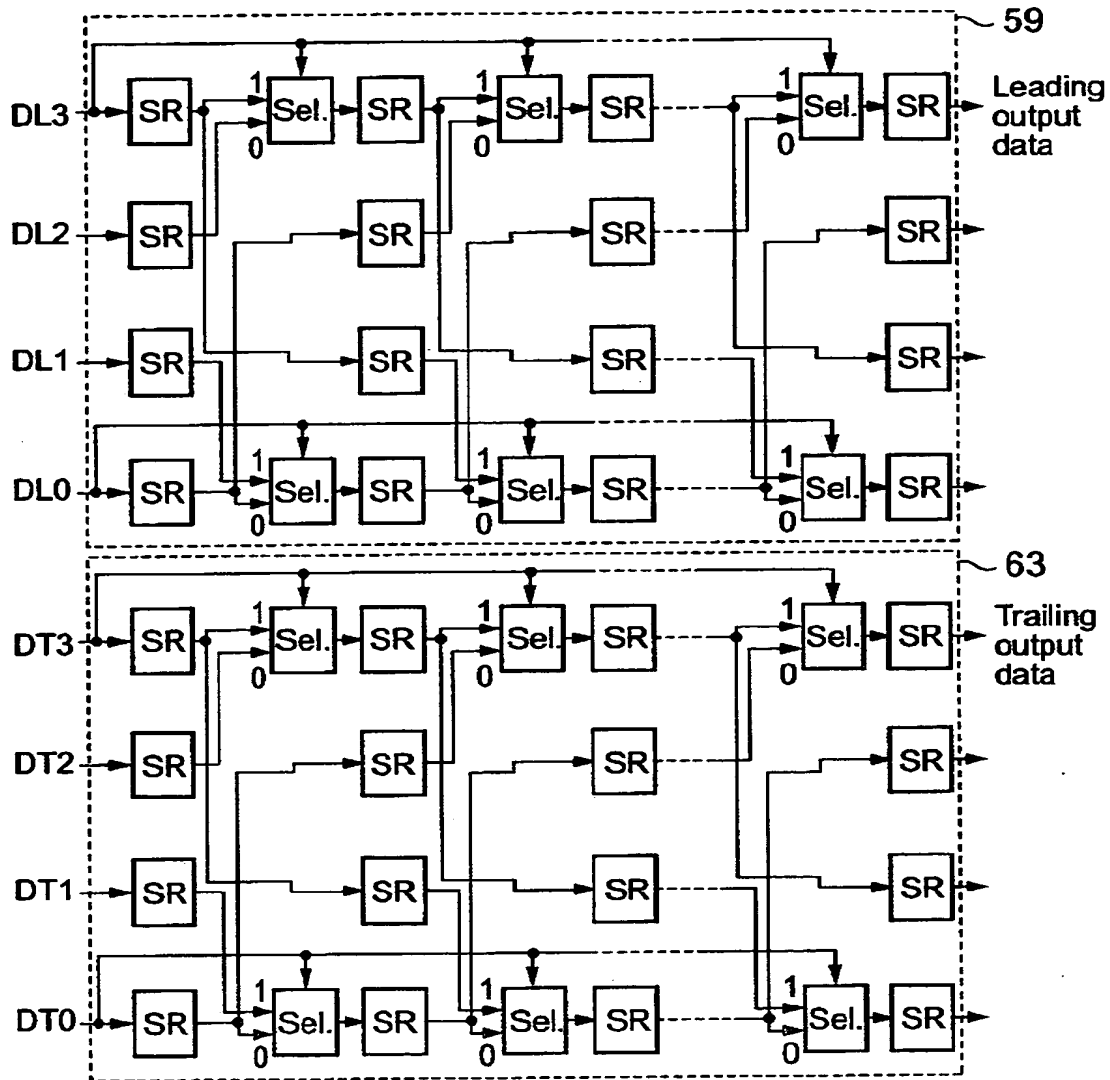 59
DL3 SR 1 0 Sel. SR 1 0 Sel. SR 1 0 Sel. SR Leading
output
data
DL2 SR SR SR SR
DL1 SR SR SR SR
DL0 SR 1 0 Sel. SR 1 0 Sel. SR 1 0 Sel. SR
63
DT3 SR 1 0 Sel. SR 1 0 Sel. SR 1 0 Sel. SR Trailing
output
data
DT2 SR SR SR SR
DT1 SR SR SR SR
DT0 SR 1 0 Sel. SR 1 0 Sel. SR 1 0 Sel. SR